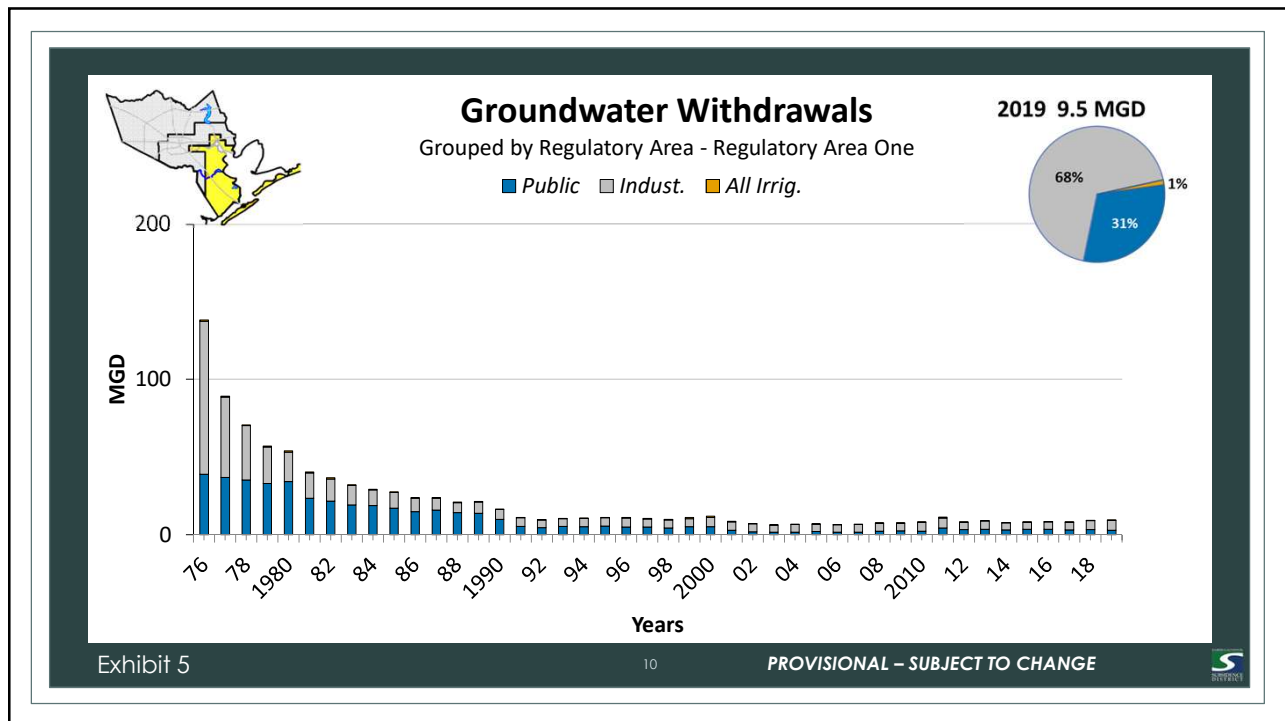 Groundwater Withdrawals
Grouped by Regulatory Area - Regulatory Area One
Public Indust. All Irrig.
2019 9.5 MGD
68%
1%
31%
200
100
0
MGD
76 78 1980 82 84 86 88 1990 92 94 96 98 2000 02 04 06 08 2010 12 14 16 18
Years
Exhibit 5
10
PROVISIONAL – SUBJECT TO CHANGE
SUBSIDENCE
DISTRICT